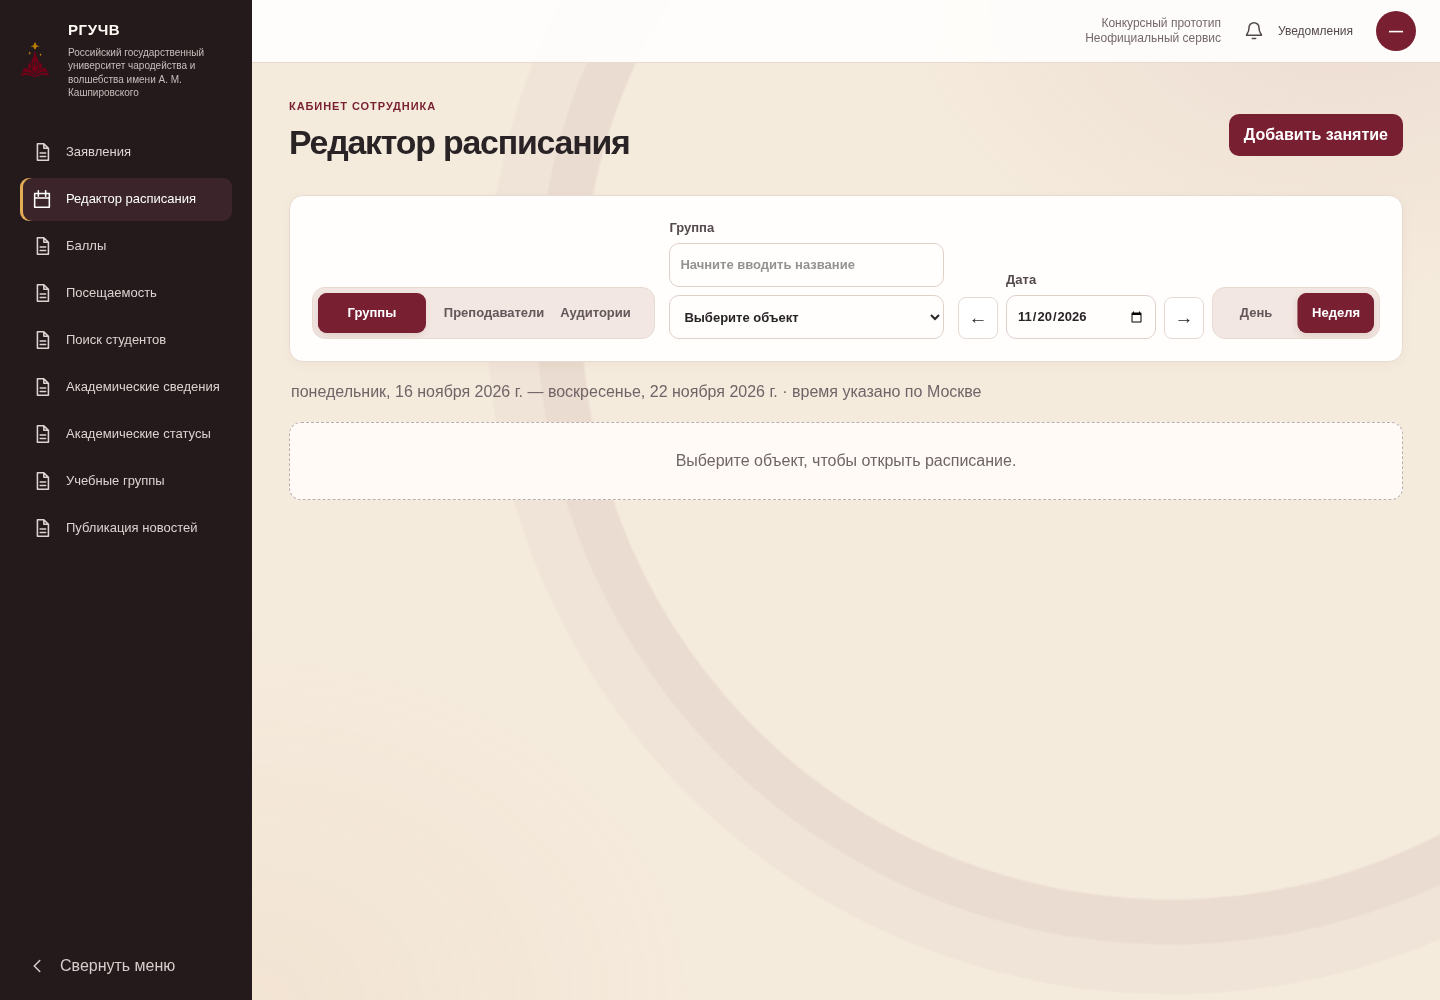 РГУЧВ
Российский государственный
университет чародейства и
волшебства имени А. М.
Кашпировского
Заявления
Редактор расписания
Баллы
Посещаемость
Поиск студентов
Академические сведения
Академические статусы
Учебные группы
Публикация новостей
Свернуть меню
Конкурсный прототип
Неофициальный сервис
Уведомления
—
КАБИНЕТ СОТРУДНИКА
Редактор расписания
Добавить занятие
Группы
Преподаватели
Аудитории
Группа
Начните вводить название
Выберите объект
←
Дата
11/20/2026
→
День
Неделя
понедельник, 16 ноября 2026 г. — воскресенье, 22 ноября 2026 г. · время указано по Москве
Выберите объект, чтобы открыть расписание.